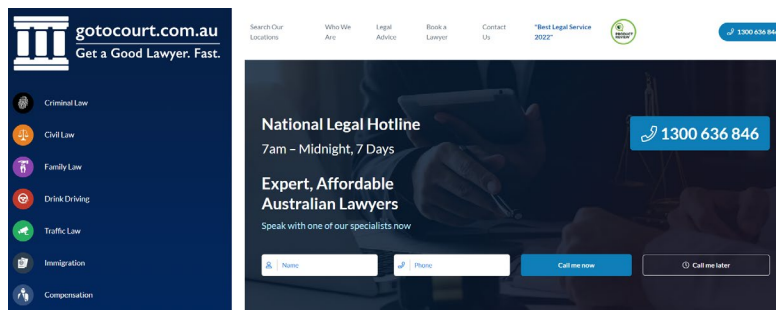 gotocourt.com.au
Get a Good Lawyer. Fast.
Criminal Law
Civil Law
Family Law
Drink Driving
Traffic Law
Immigration
Compensation
Search Our
Locations
Who We
Are
Legal
Advice
Book a
Lawyer
Contact
Us
"Best Legal Service
2022"
PRODUCT
REVIEW
1300 636 84
National Legal Hotline
7am – Midnight, 7 Days
1300 636 846
Expert, Affordable
Australian Lawyers
Speak with one of our specialists now
Name
Phone
Call me now
Call me later